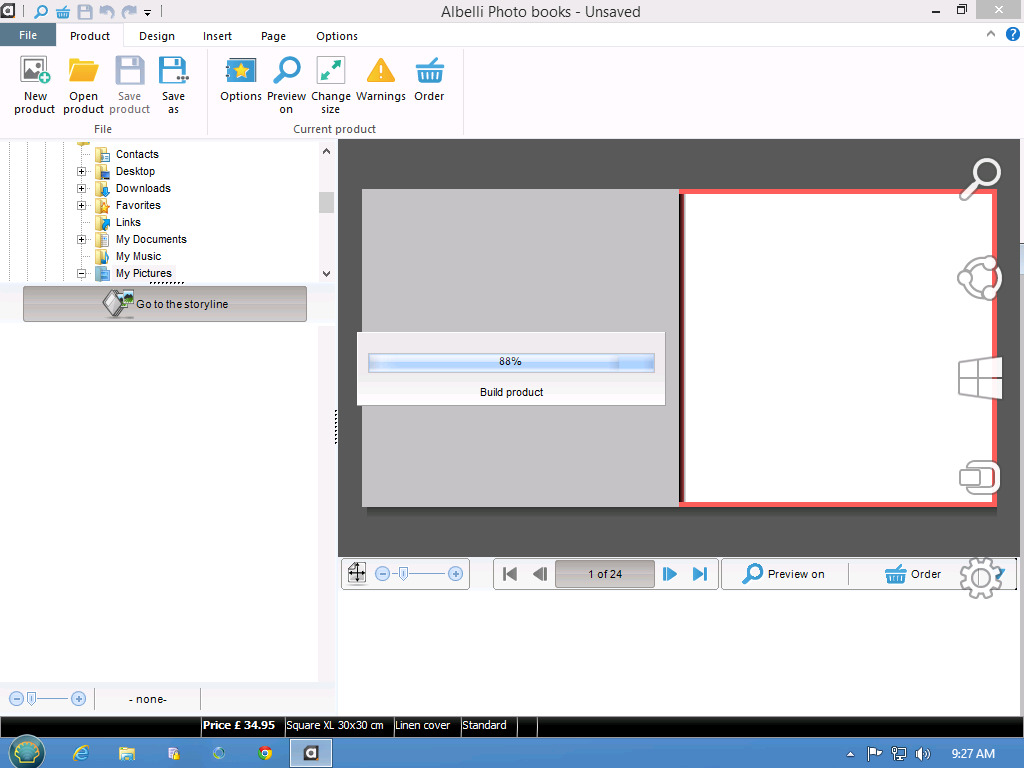 Albelli Photo books - Unsaved
File Product Design Insert Page Options
New product
Open product
Save product
Save as
Options
Preview on
Change size
Warnings
Order
File
Current product
Contacts
Desktop
Downloads
Favorites
Links
My Documents
My Music
My Pictures
Go to the storyline
88%
Build product
1 of 24
Preview on
Order
- none-
Price £ 34.95 Square XL 30x30 cm Linen cover Standard
9:27 AM